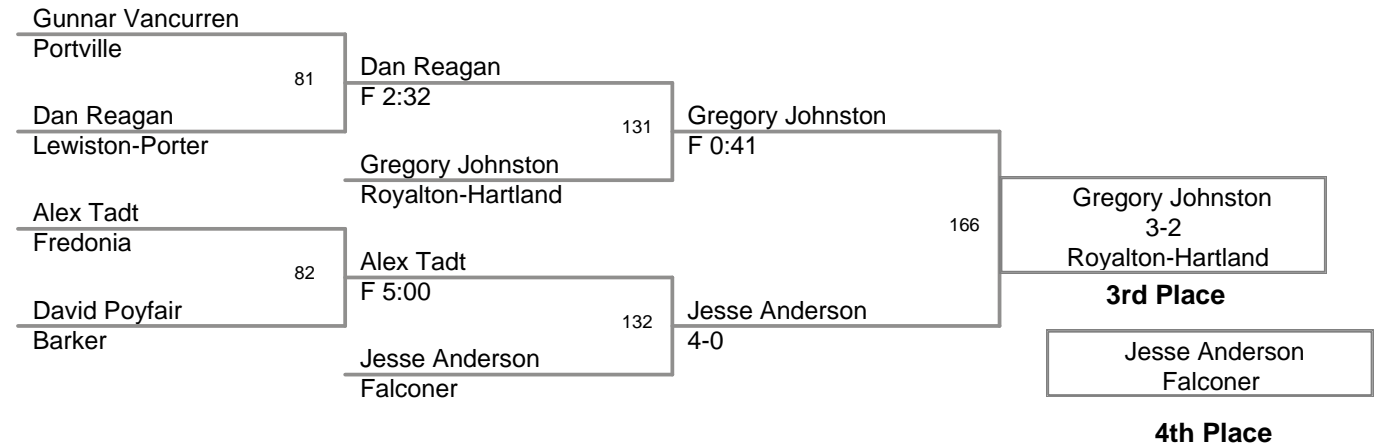 Gunnar Vancurren
Portville
81
Dan Reagan
F 2:32
Dan Reagan
Lewiston-Porter
131
Gregory Johnston
F 0:41
Gregory Johnston
Royalton-Hartland
Alex Tadt
Fredonia
82
Alex Tadt
F 5:00
David Poyfair
Barker
132
Jesse Anderson
4-0
Jesse Anderson
Falconer
166
Gregory Johnston
3-2
Royalton-Hartland
3rd Place
Jesse Anderson
Falconer
4th Place